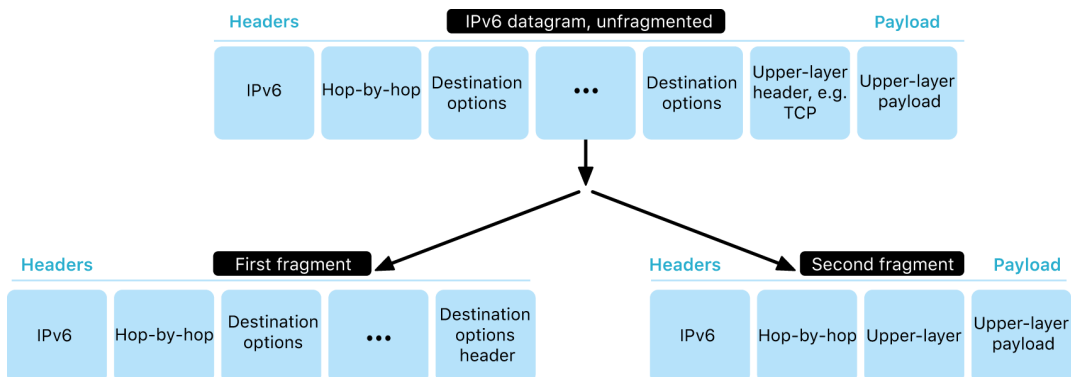 Headers
IPv6 datagram, unfragmented
Payload
IPv6
Hop-by-hop
Destination
options
...
Destination
options
Upper-layer
header, e.g.
TCP
Upper-layer
payload
Headers
First fragment
IPv6
Hop-by-hop
Destination
options
...
Destination
options
header
Headers
Second fragment
Payload
IPv6
Hop-by-hop
Upper-layer
Upper-layer
payload